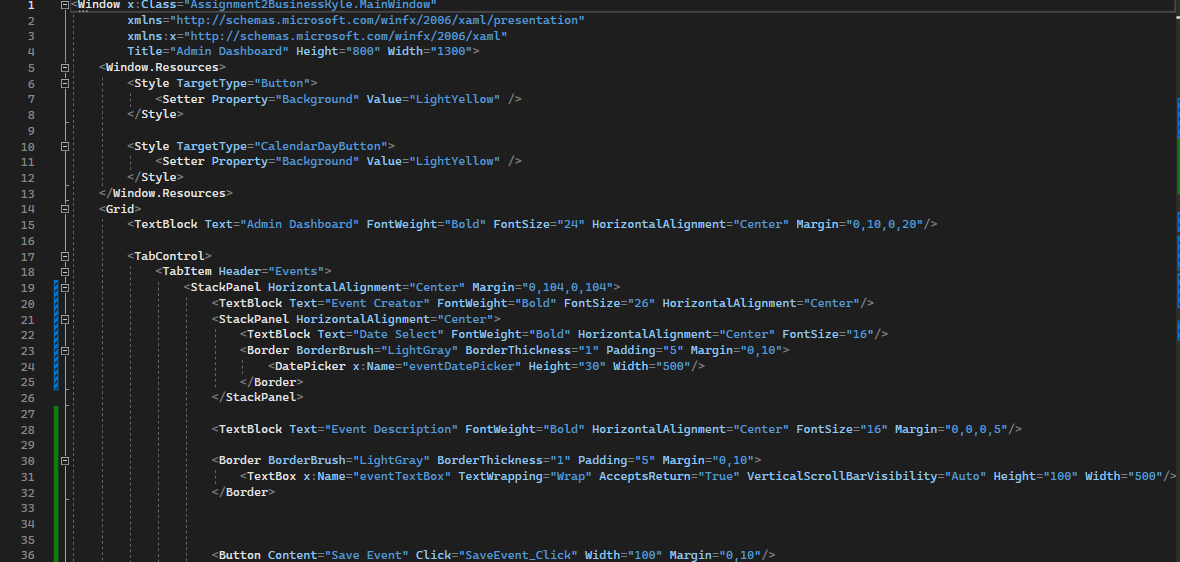 1 <Window x:Class="Assignment2BusinessKyle.MainWindow"
2 xmlns="http://schemas.microsoft.com/winfx/2006/xaml/presentation"
3 xmlns:x="http://schemas.microsoft.com/winfx/2006/xaml"
4 Title="Admin Dashboard" Height="800" Width="1300">
5 <Window.Resources>
6 <Style TargetType="Button">
7 <Setter Property="Background" Value="LightYellow" />
8 </Style>
9
10 <Style TargetType="CalendarDayButton">
11 <Setter Property="Background" Value="LightYellow" />
12 </Style>
13 </Window.Resources>
14 <Grid>
15 <TextBlock Text="Admin Dashboard" FontWeight="Bold" FontSize="24" HorizontalAlignment="Center" Margin="0,10,0,20"/>
16
17 <TabControl>
18 <TabItem Header="Events">
19 <StackPanel HorizontalAlignment="Center" Margin="0,104,0,104">
20 <TextBlock Text="Event Creator" FontWeight="Bold" FontSize="26" HorizontalAlignment="Center"/>
21 <StackPanel HorizontalAlignment="Center">
22 <TextBlock Text="Date Select" FontWeight="Bold" HorizontalAlignment="Center" FontSize="16"/>
23 <Border BorderBrush="LightGray" BorderThickness="1" Padding="5" Margin="0,10">
24 <DatePicker x:Name="eventDatePicker" Height="30" Width="500"/>
25 </Border>
26 </StackPanel>
27
28 <TextBlock Text="Event Description" FontWeight="Bold" HorizontalAlignment="Center" FontSize="16" Margin="0,0,0,5"/>
29
30 <Border BorderBrush="LightGray" BorderThickness="1" Padding="5" Margin="0,10">
31 <TextBox x:Name="eventTextBox" TextWrapping="Wrap" AcceptsReturn="True" VerticalScrollBarVisibility="Auto" Height="100" Width="500"/>
32 </Border>
33
34
35
36 <Button Content="Save Event" Click="SaveEvent_Click" Width="100" Margin="0,10"/>